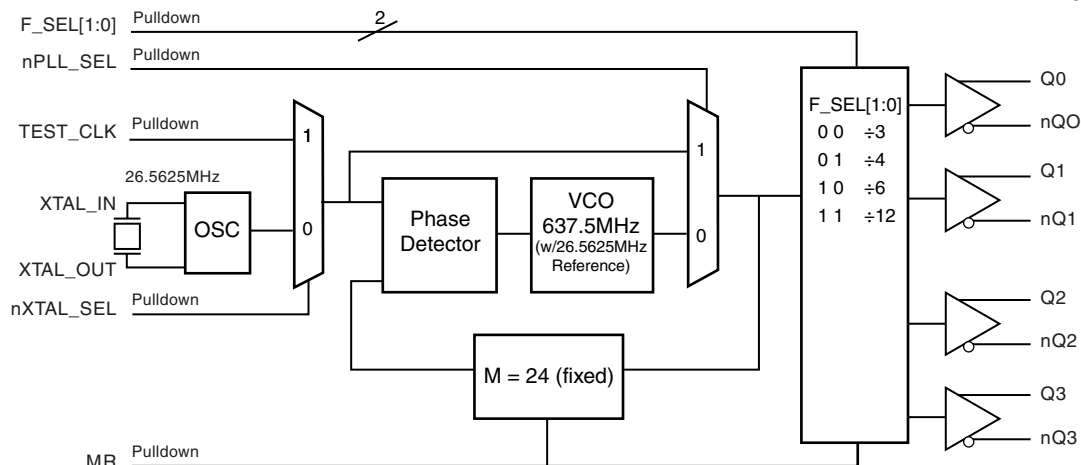 F_SEL[1:0] Pulldown 2
nPLL_SEL Pulldown
TEST_CLK Pulldown
26.5625MHz
XTAL_IN
OSC
XTAL_OUT
nXTAL_SEL Pulldown
1
0
Phase
Detector
VCO
637.5MHz
(w/26.5625MHz
Reference)
1
0
M = 24 (fixed)
MR Pulldown
F_SEL[1:0]
0 0 ÷3
0 1 ÷4
1 0 ÷6
1 1 ÷12
Q0
nQO
Q1
nQ1
Q2
nQ2
Q3
nQ3